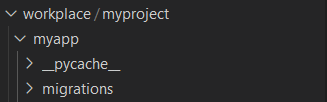 workplace / myproject
myapp
__pycache__
migrations